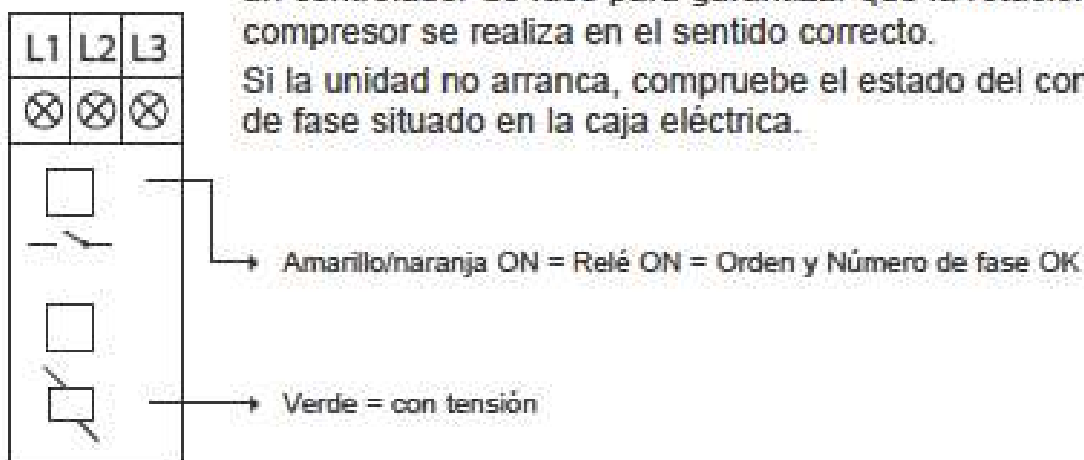 compresor se realiza en el sentido correcto.
Si la unidad no arranca, compruebe el estado del
de fase situado en la caja eléctrica.
L1 L2 L3
Amarillo/naranja ON = Relé ON = Orden y Número de fase OK
Verde = con tensión